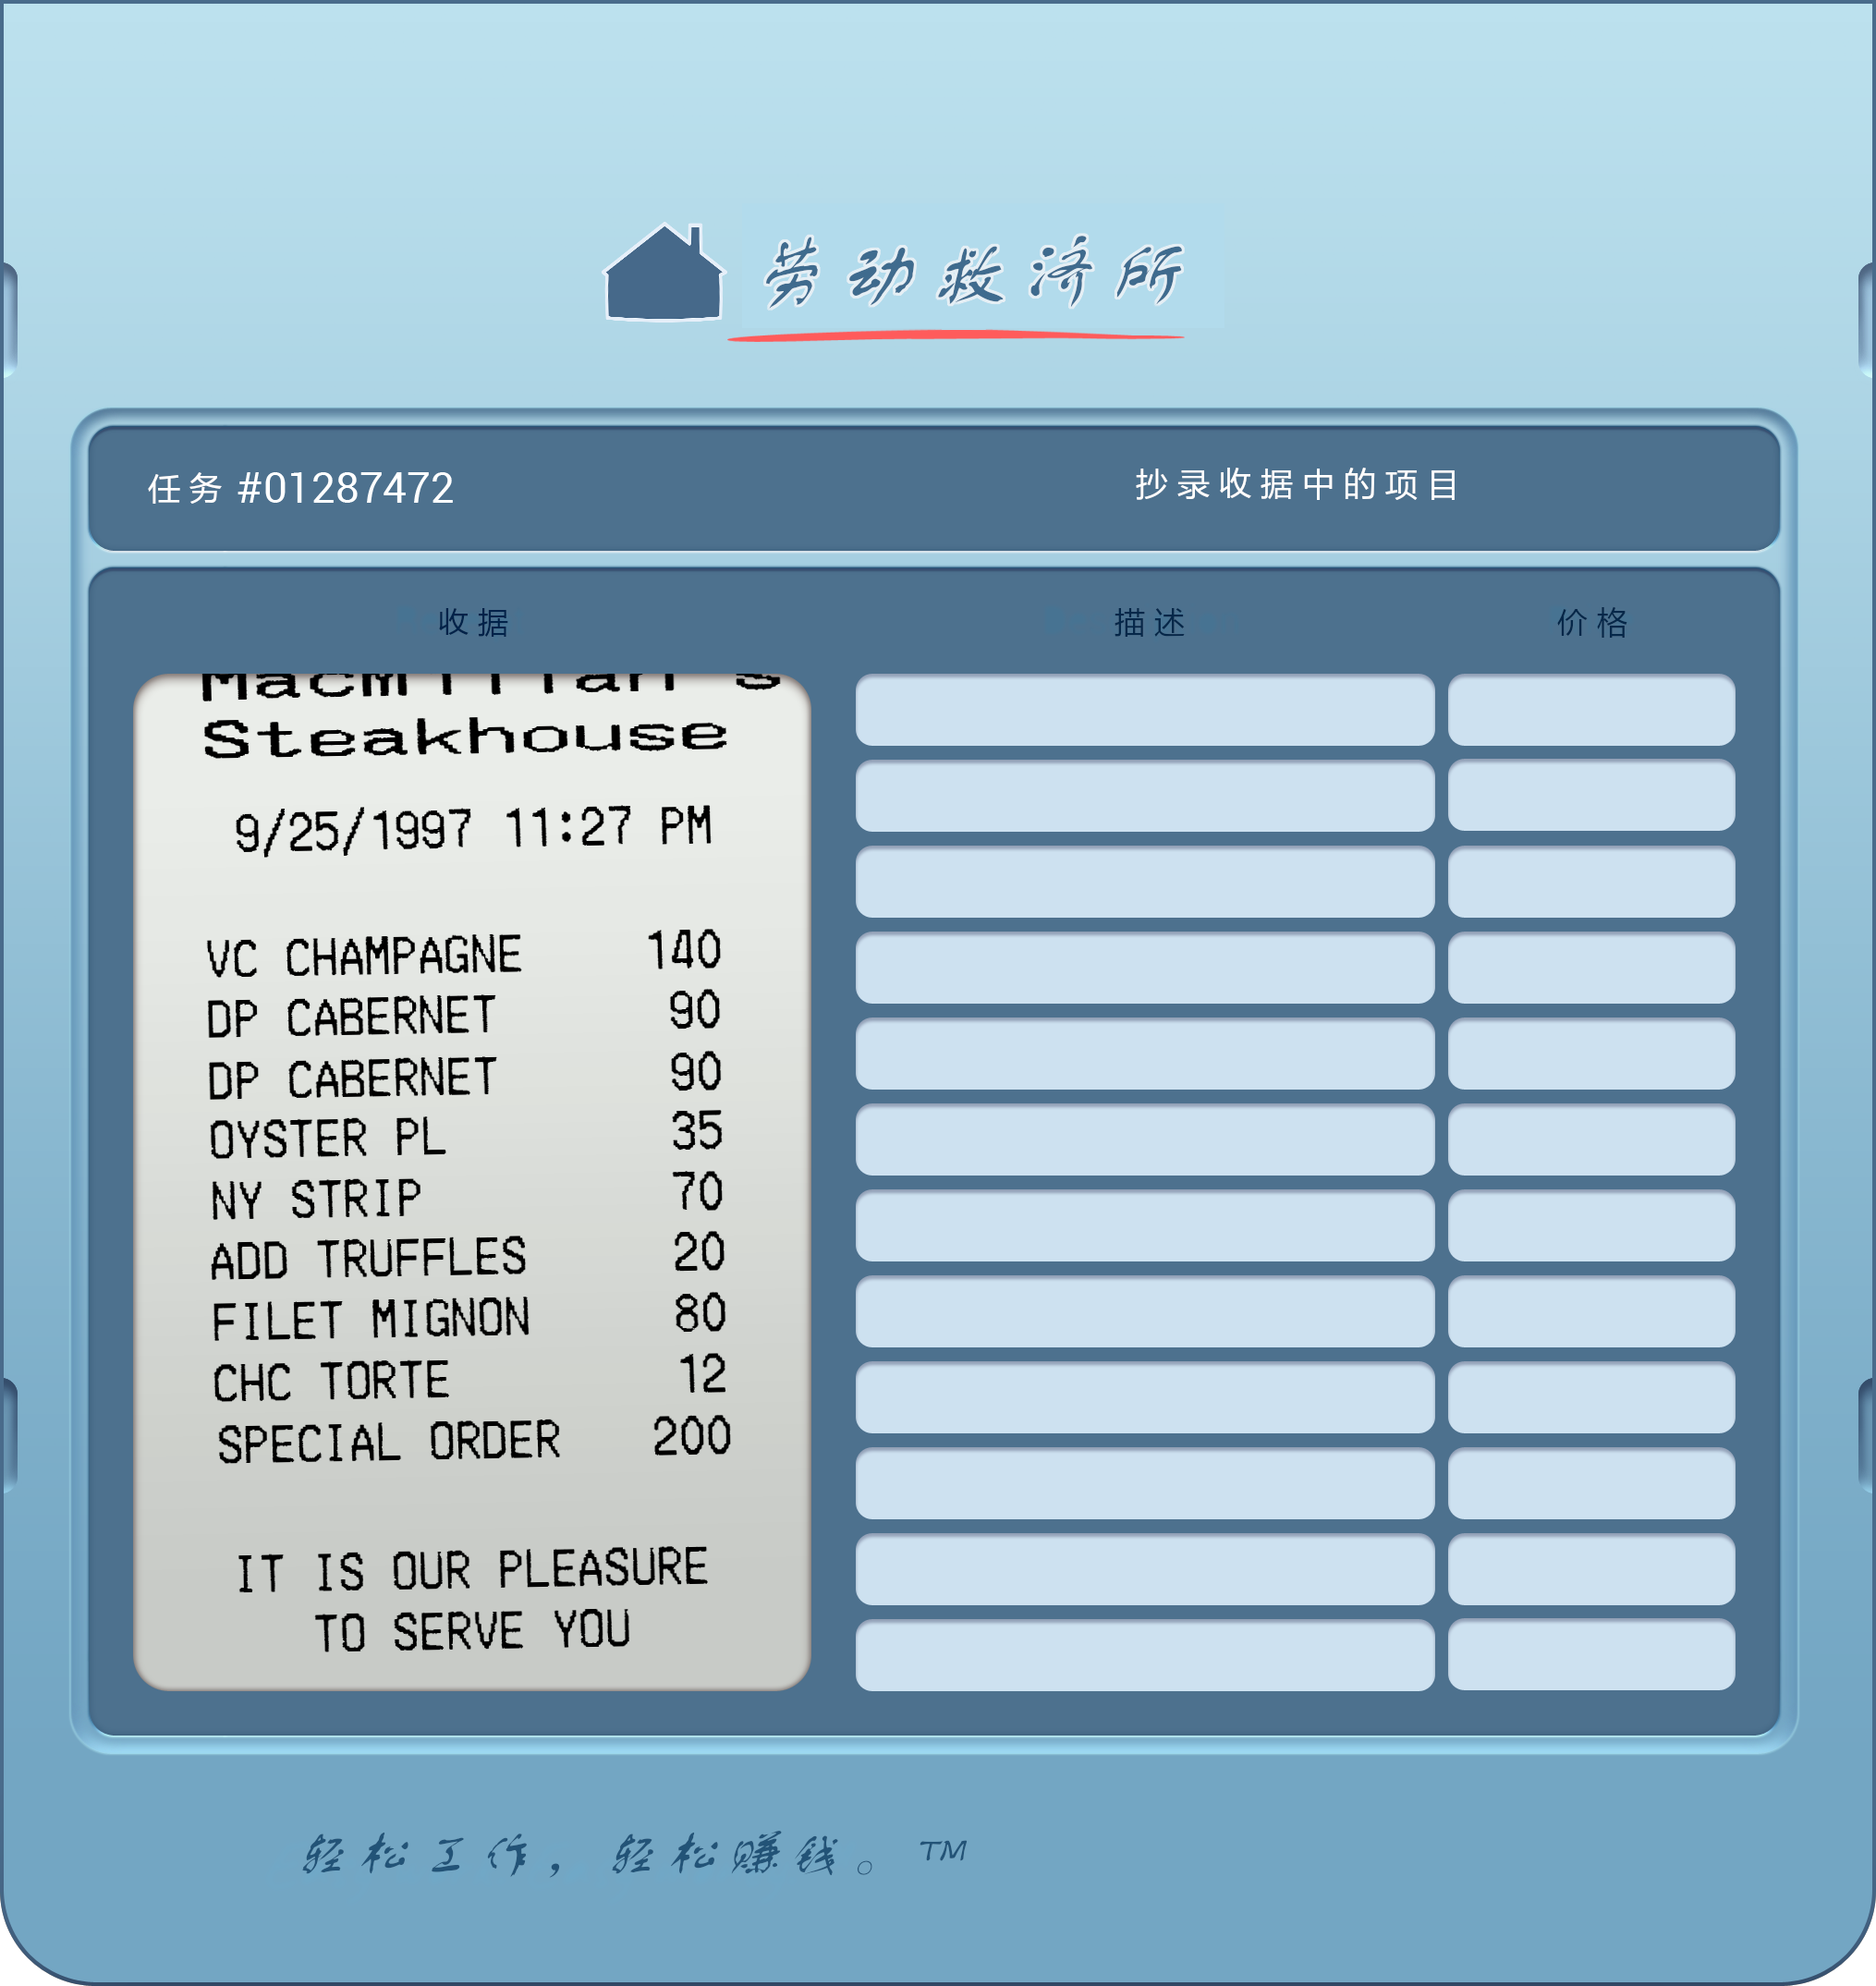 劳动救济所
任务 #01287472
抄录收据中的项目
收据 描述 价格
Macmillan's
Steakhouse
9/25/1997 11:27 PM
VC CHAMPAGNE 140
DP CABERNET 90
DP CABERNET 90
OYSTER PL 35
NY STRIP 70
ADD TRUFFLES 20
FILET MIGNON 80
CHC TORTE 12
SPECIAL ORDER 200
IT IS OUR PLEASURE
TO SERVE YOU
轻松工作，轻松赚钱。™